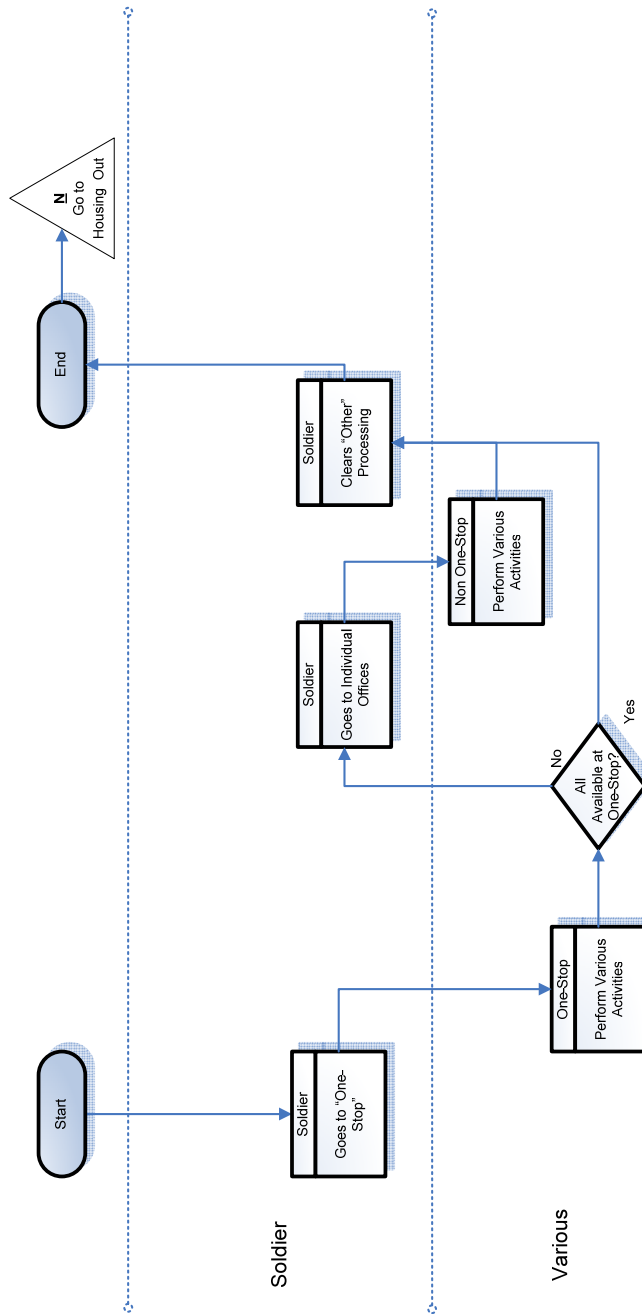 Start
End
N
Go to
Housing Out
Soldier
Soldier
Goes to “One-
Stop”
Soldier
Goes to Individual
Offices
Soldier
Clears “Other”
Processing
Various
One-Stop
Perform Various
Activities
All
Available at
One-Stop?
No
Yes
Non One-Stop
Perform Various
Activities